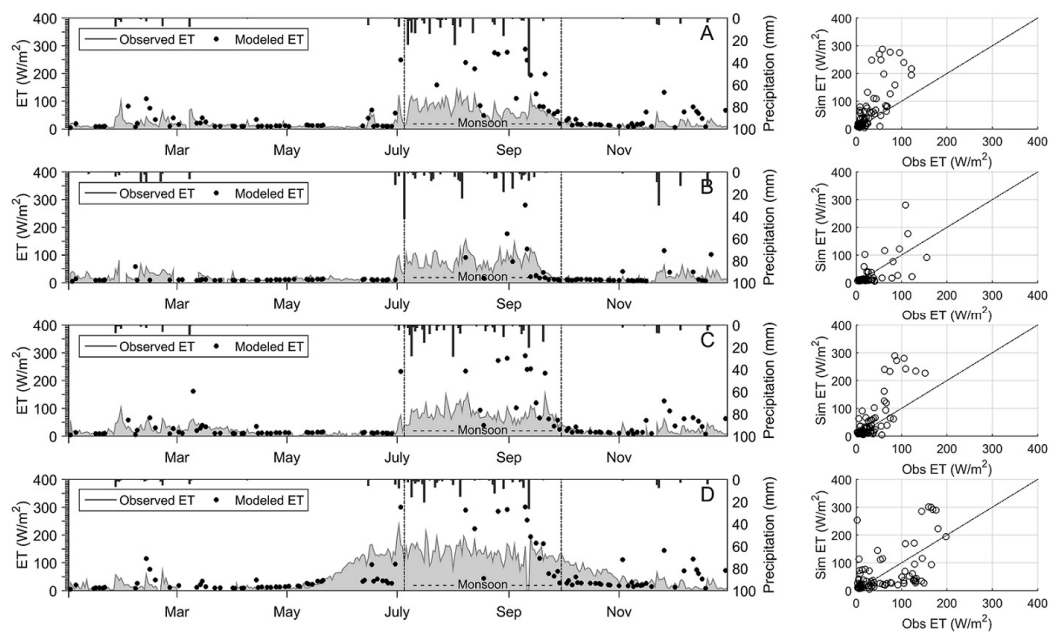 400
300
200
100
0
ET (W/m²)
Observed ET
Modeled ET
A
Monsoon
0
20
40
60
80
100
Precipitation (mm)
Mar
May
July
Sep
Nov
400
300
200
100
0
Sim ET (W/m²)
0
100
200
300
400
Obs ET (W/m²)
400
300
200
100
0
ET (W/m²)
Observed ET
Modeled ET
B
Monsoon
0
20
40
60
80
100
Precipitation (mm)
Mar
May
July
Sep
Nov
400
300
200
100
0
Sim ET (W/m²)
0
100
200
300
400
Obs ET (W/m²)
400
300
200
100
0
ET (W/m²)
Observed ET
Modeled ET
C
Monsoon
0
20
40
60
80
100
Precipitation (mm)
Mar
May
July
Sep
Nov
400
300
200
100
0
Sim ET (W/m²)
0
100
200
300
400
Obs ET (W/m²)
400
300
200
100
0
ET (W/m²)
Observed ET
Modeled ET
D
Monsoon
0
20
40
60
80
100
Precipitation (mm)
Mar
May
July
Sep
Nov
400
300
200
100
0
Sim ET (W/m²)
0
100
200
300
400
Obs ET (W/m²)